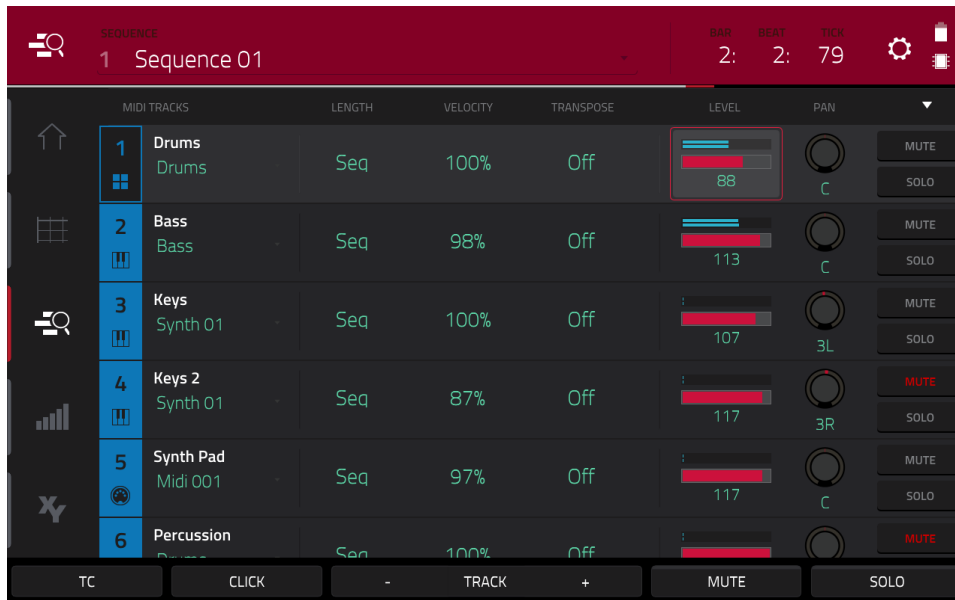 SEQUENCE
1 Sequence 01
BAR BEAT TICK
2: 2: 79
MIDI TRACKS LENGTH VELOCITY TRANSPOSE LEVEL PAN
1 Drums
Drums
Seq 100% Off 88 C
MUTE
SOLO
2 Bass
Bass
Seq 98% Off 113 C
MUTE
SOLO
3 Keys
Synth 01
Seq 100% Off 107 3L
MUTE
SOLO
4 Keys 2
Synth 01
Seq 87% Off 117 3R
MUTE
SOLO
5 Synth Pad
Midi 001
Seq 97% Off 117 C
MUTE
SOLO
6 Percussion
Drums
Seq 100% Off
MUTE
XY
TC CLICK - TRACK + MUTE SOLO